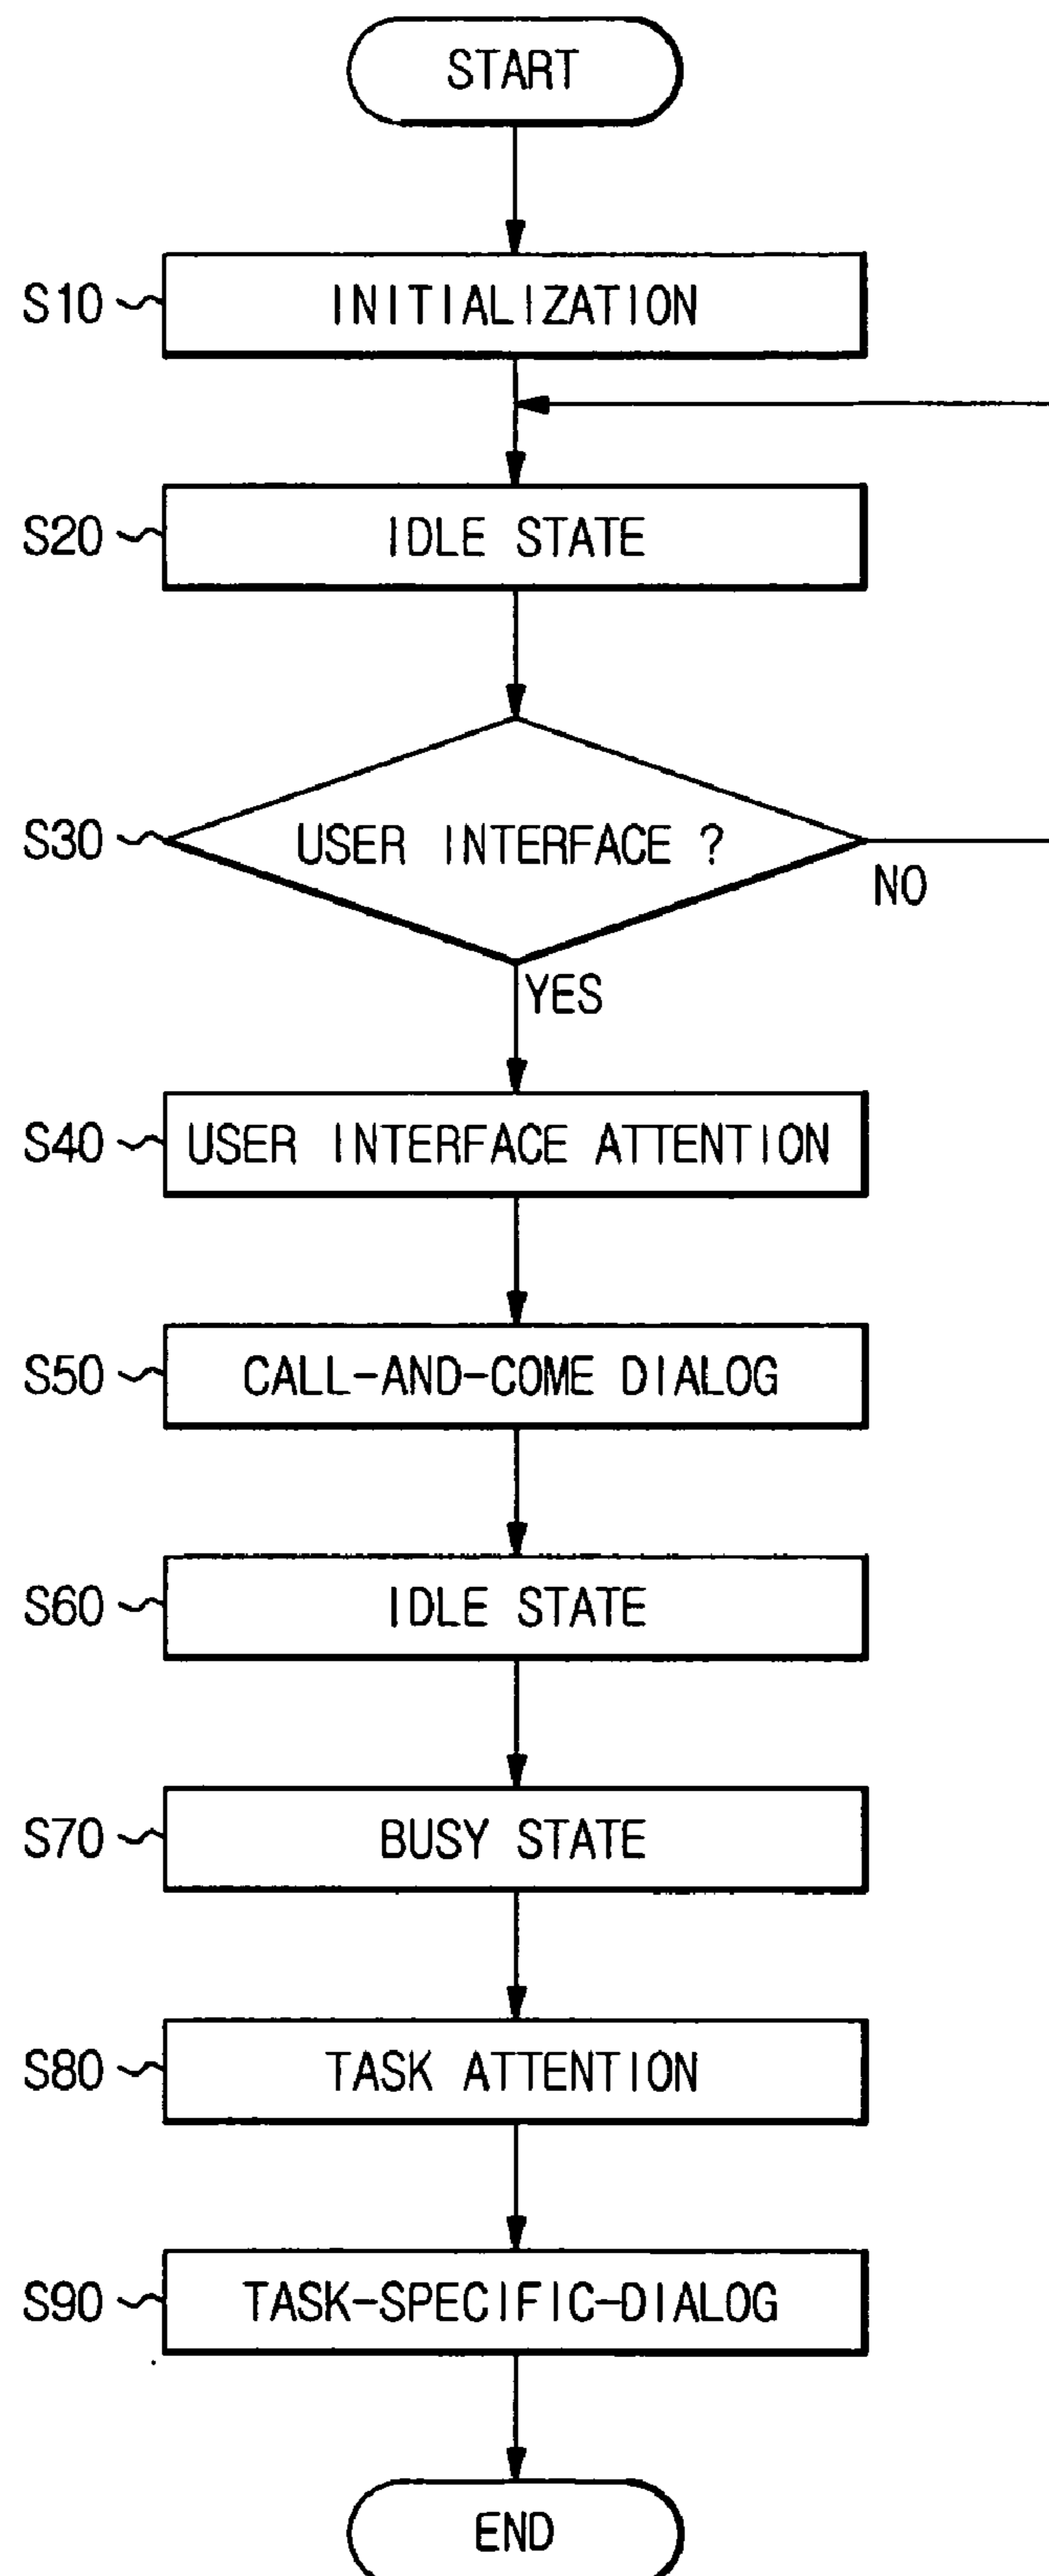 START
S10 INITIALIZATION
S20 IDLE STATE
S30 USER INTERFACE ?
NO
YES
S40 USER INTERFACE ATTENTION
S50 CALL-AND-COME DIALOG
S60 IDLE STATE
S70 BUSY STATE
S80 TASK ATTENTION
S90 TASK-SPECIFIC-DIALOG
END